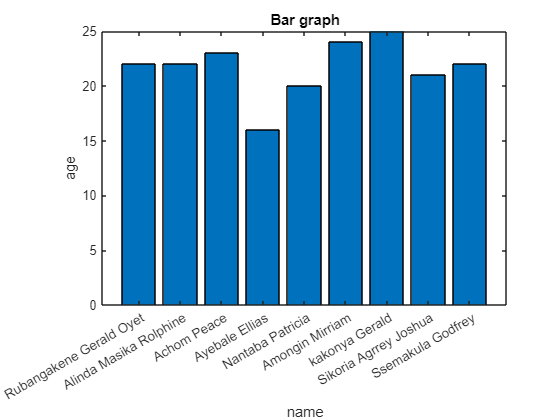 Bar graph
25
20
15
10
5
0
age
Rubangakene Gerald Oyet
Alinda Masika Rolphine
Achom Peace
Ayebale Ellias
Nantaba Patricia
Amongin Mirriam
kakonya Gerald
Sikoria Agrrey Joshua
Ssemakula Godfrey
name